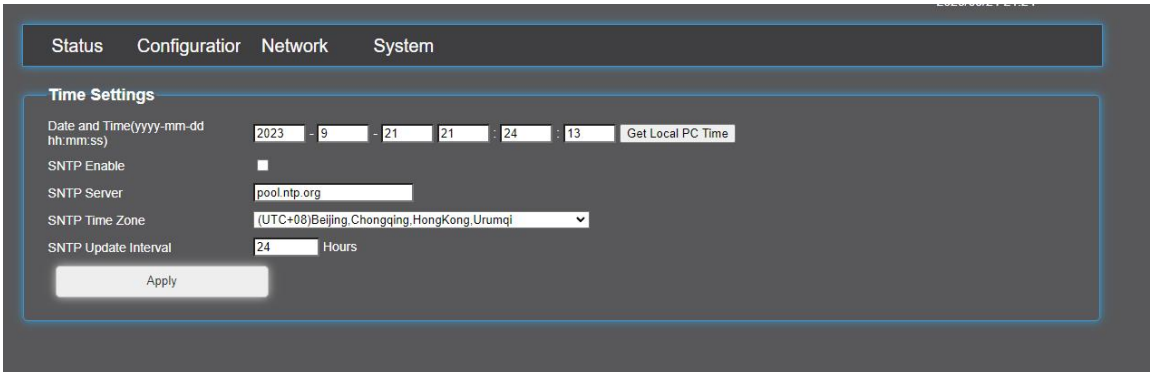 Status Configuratior Network System
Time Settings
Date and Time(yyyy-mm-dd
hh:mm:ss)
2023 - 9 - 21 21 : 24 : 13 Get Local PC Time
SNTP Enable
SNTP Server pool.ntp.org
SNTP Time Zone (UTC+08)Beijing,Chongqing,HongKong,Urumqi
SNTP Update Interval 24 Hours
Apply